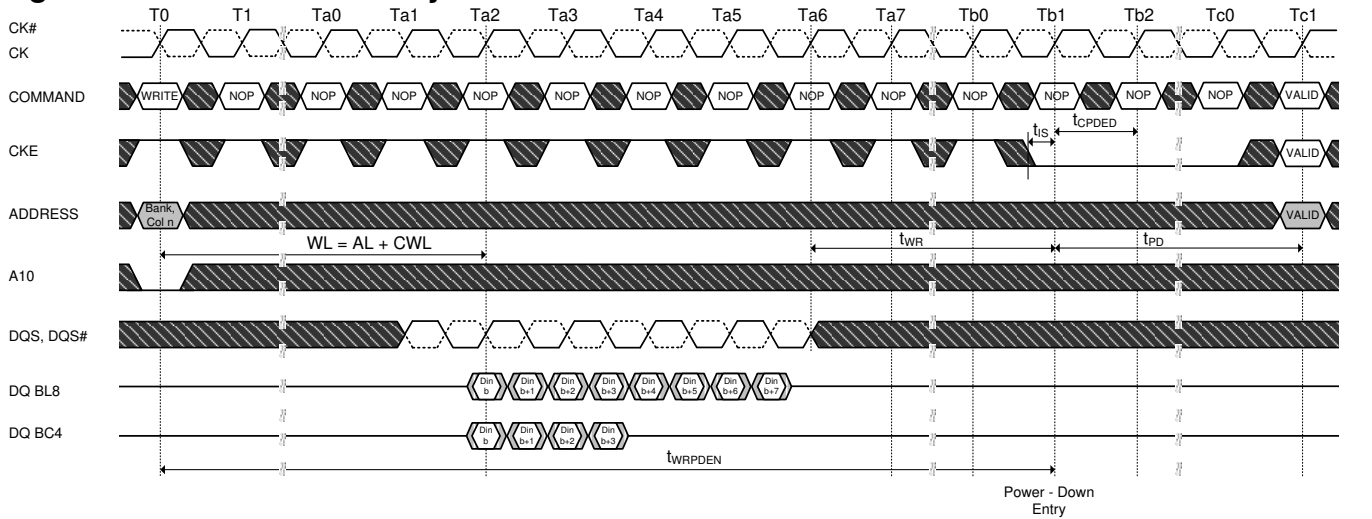 T0 T1 Ta0 Ta1 Ta2 Ta3 Ta4 Ta5 Ta6 Ta7 Tb0 Tb1 Tb2 Tc0 Tc1
CK#
CK
COMMAND WRITE NOP NOP NOP NOP NOP NOP NOP NOP NOP NOP NOP NOP NOP VALID
tIS tCPDED
CKE VALID
ADDRESS Bank, Col n VALID
WL = AL + CWL tWR tPD
A10
DQS, DQS#
DQ BL8 Din b Din b+1 Din b+2 Din b+3 Din b+4 Din b+5 Din b+6 Din b+7
DQ BC4 Din b Din b+1 Din b+2 Din b+3
tWRPDEN
Power - Down
Entry